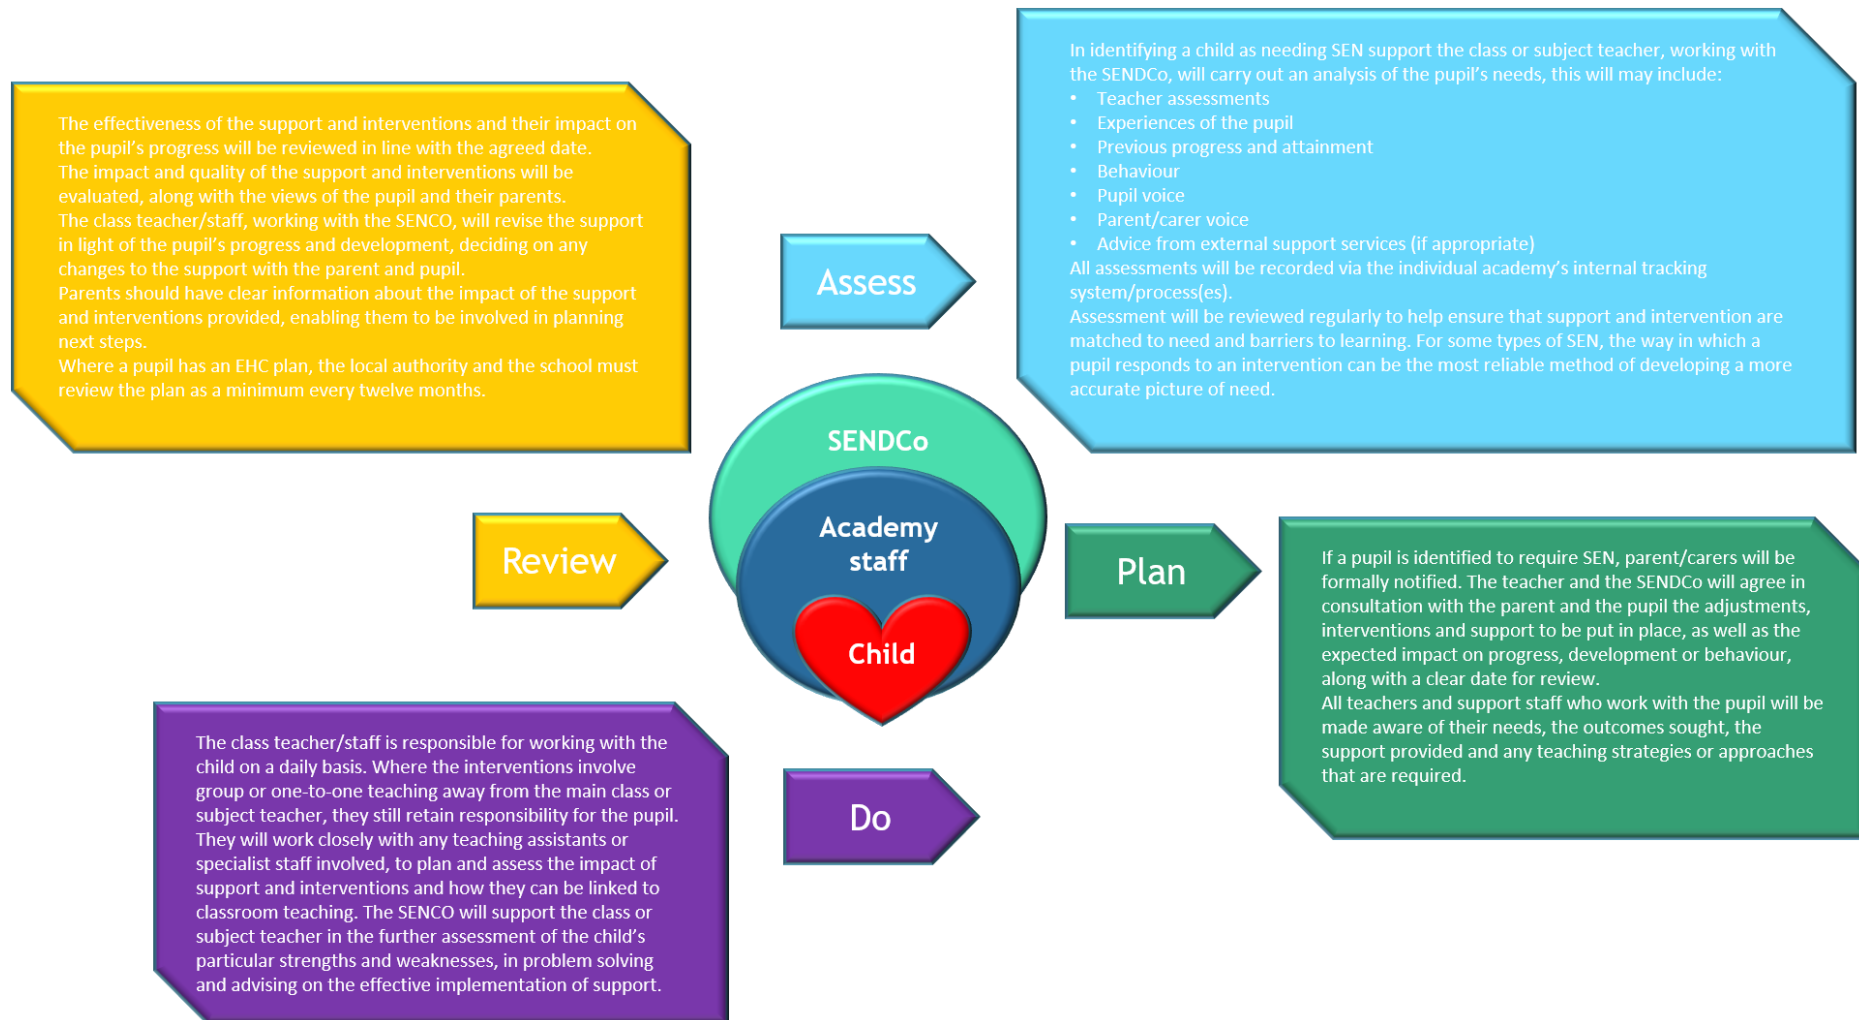 In identifying a child as needing SEN support the class or subject teacher, working with
the SENDCo, will carry out an analysis of the pupil's needs, this will may include:
• Teacher assessments
• Experiences of the pupil
• Previous progress and attainment
• Behaviour
• Pupil voice
• Parent/carer voice
• Advice from external support services (if appropriate)
All assessments will be recorded via the individual academy's internal tracking
system/process(es).
Assessment will be reviewed regularly to help ensure that support and intervention are
matched to need and barriers to learning. For some types of SEN, the way in which a
pupil responds to an intervention can be the most reliable method of developing a more
accurate picture of need.
The effectiveness of the support and interventions and their impact on
the pupil's progress will be reviewed in line with the agreed date.
The impact and quality of the support and interventions will be
evaluated, along with the views of the pupil and their parents.
The class teacher/staff, working with the SENCO, will revise the support
in light of the pupil's progress and development, deciding on any
changes to the support with the parent and pupil.
Parents should have clear information about the impact of the support
and interventions provided, enabling them to be involved in planning
next steps.
Where a pupil has an EHC plan, the local authority and the school must
review the plan as a minimum every twelve months.
Assess
SENDCo
Academy
staff
Child
Review
Plan
If a pupil is identified to require SEN, parent/carers will be
formally notified. The teacher and the SENDCo will agree in
consultation with the parent and the pupil the adjustments,
interventions and support to be put in place, as well as the
expected impact on progress, development or behaviour,
along with a clear date for review.
All teachers and support staff who work with the pupil will be
made aware of their needs, the outcomes sought, the
support provided and any teaching strategies or approaches
that are required.
The class teacher/staff is responsible for working with the
child on a daily basis. Where the interventions involve
group or one-to-one teaching away from the main class or
subject teacher, they still retain responsibility for the pupil.
They will work closely with any teaching assistants or
specialist staff involved, to plan and assess the impact of
support and interventions and how they can be linked to
classroom teaching. The SENCO will support the class or
subject teacher in the further assessment of the child's
particular strengths and weaknesses, in problem solving
and advising on the effective implementation of support.
Do